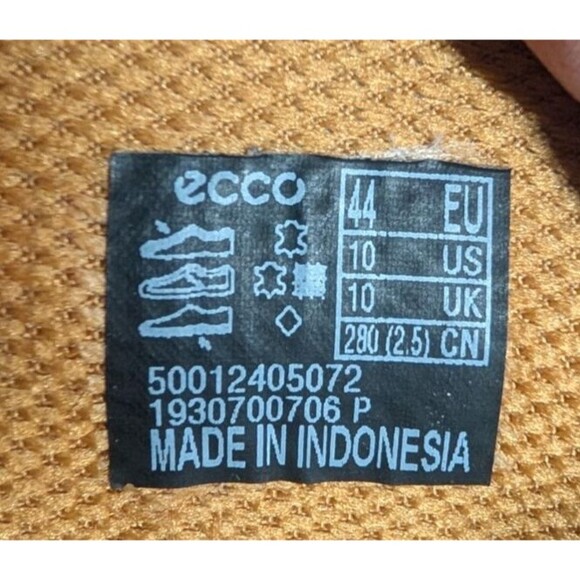 ecco
44 EU
10 US
10 UK
280 (2.5) CN
50012405072
1930700706 P
MADE IN INDONESIA